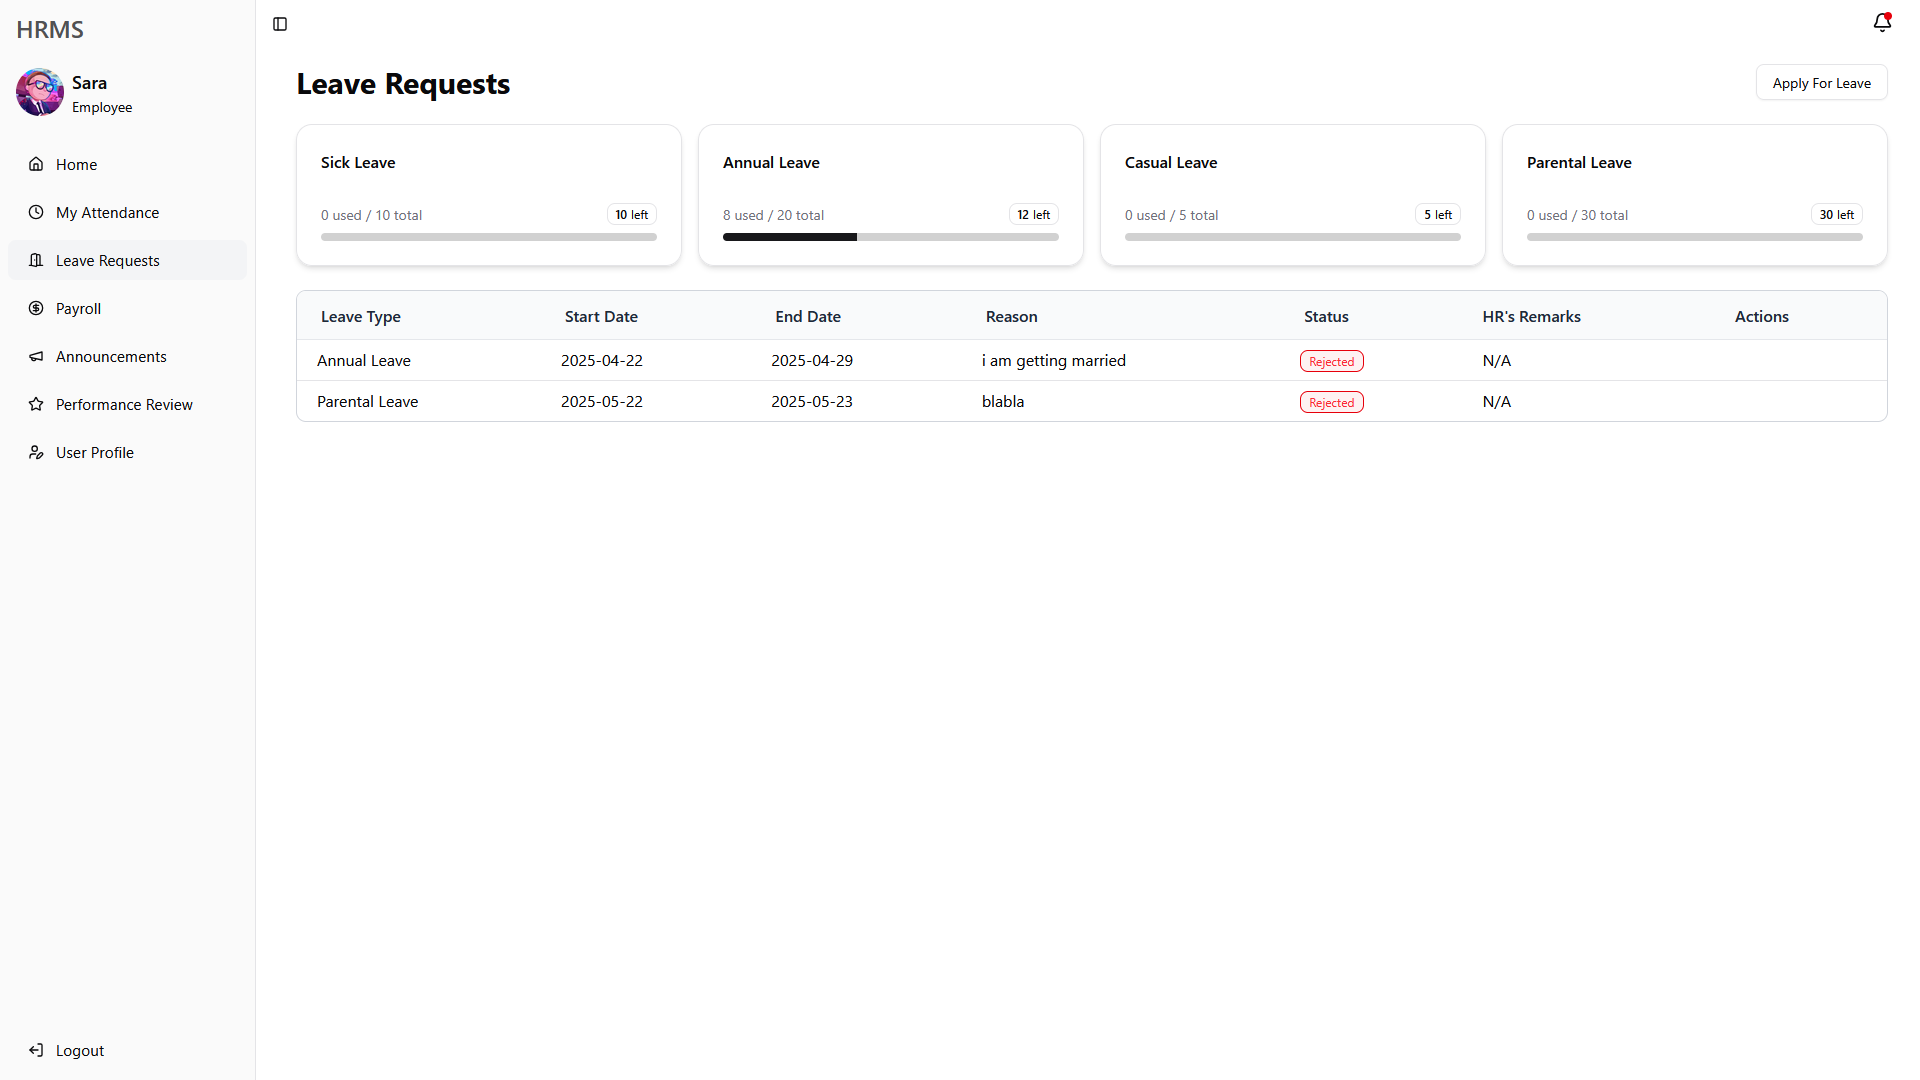 HRMS
Sara
Employee
Home
My Attendance
Leave Requests
Payroll
Announcements
Performance Review
User Profile
Logout
Leave Requests
Apply For Leave
Sick Leave
0 used / 10 total
10 left
Annual Leave
8 used / 20 total
12 left
Casual Leave
0 used / 5 total
5 left
Parental Leave
0 used / 30 total
30 left
Leave Type Start Date End Date Reason Status HR's Remarks Actions
Annual Leave 2025-04-22 2025-04-29 i am getting married Rejected N/A
Parental Leave 2025-05-22 2025-05-23 blabla Rejected N/A